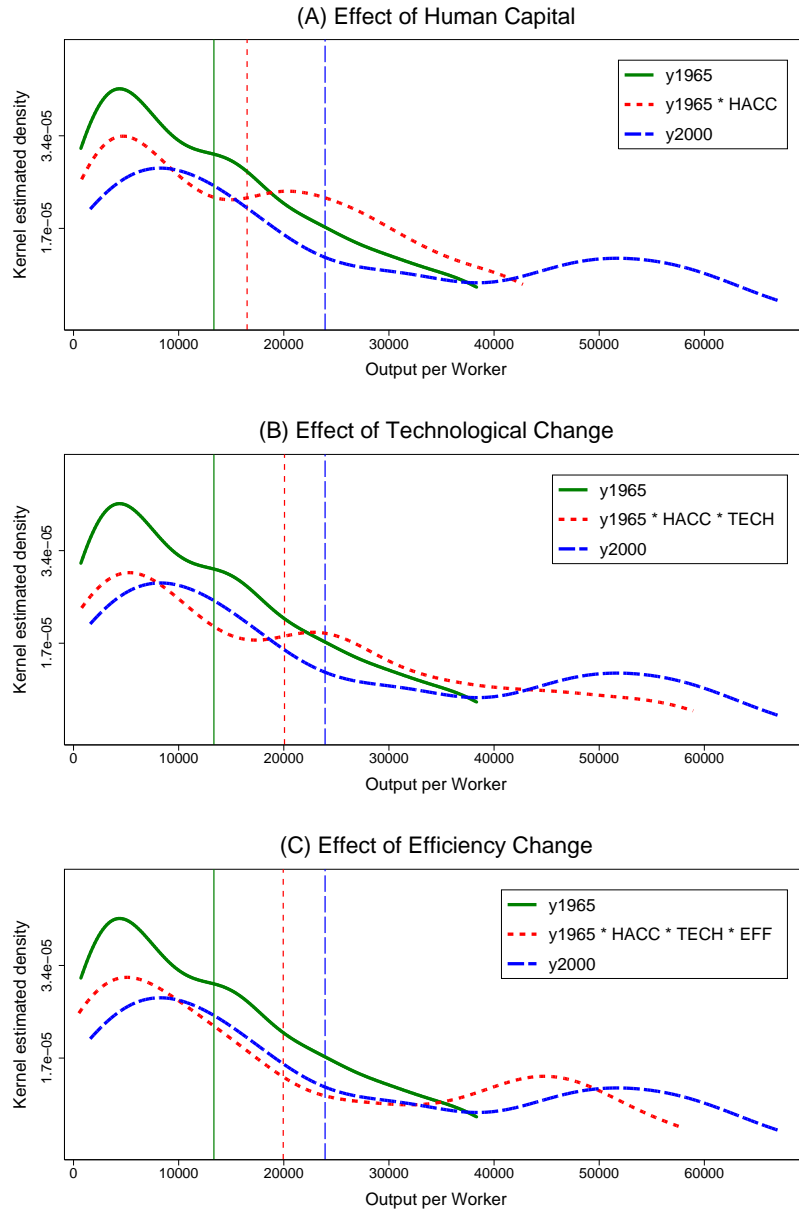 (A) Effect of Human Capital
Kernel estimated density
3.4e−05
1.7e−05
y1965
y1965 * HACC
y2000
0 10000 20000 30000 40000 50000 60000
Output per Worker
(B) Effect of Technological Change
Kernel estimated density
3.4e−05
1.7e−05
y1965
y1965 * HACC * TECH
y2000
0 10000 20000 30000 40000 50000 60000
Output per Worker
(C) Effect of Efficiency Change
Kernel estimated density
3.4e−05
1.7e−05
y1965
y1965 * HACC * TECH * EFF
y2000
0 10000 20000 30000 40000 50000 60000
Output per Worker